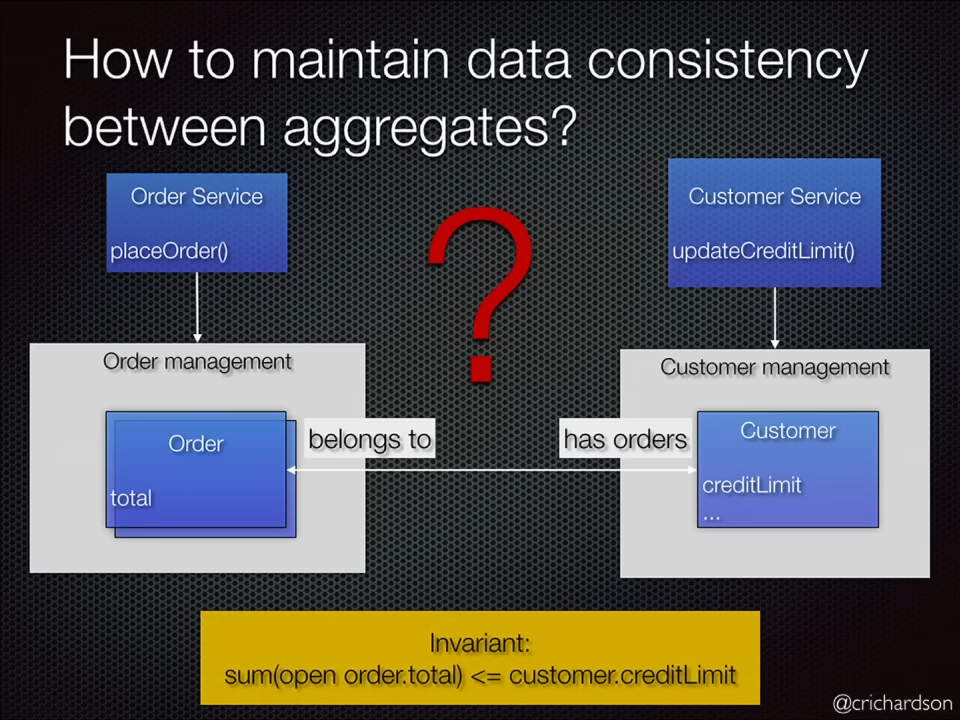 How to maintain data consistency
between aggregates?
Order Service
placeOrder()
Customer Service
updateCreditLimit()
?
Order management
Order
total
belongs to
has orders
Customer management
Customer
creditLimit
...
Invariant:
sum(open order.total) <= customer.creditLimit
@crichardson